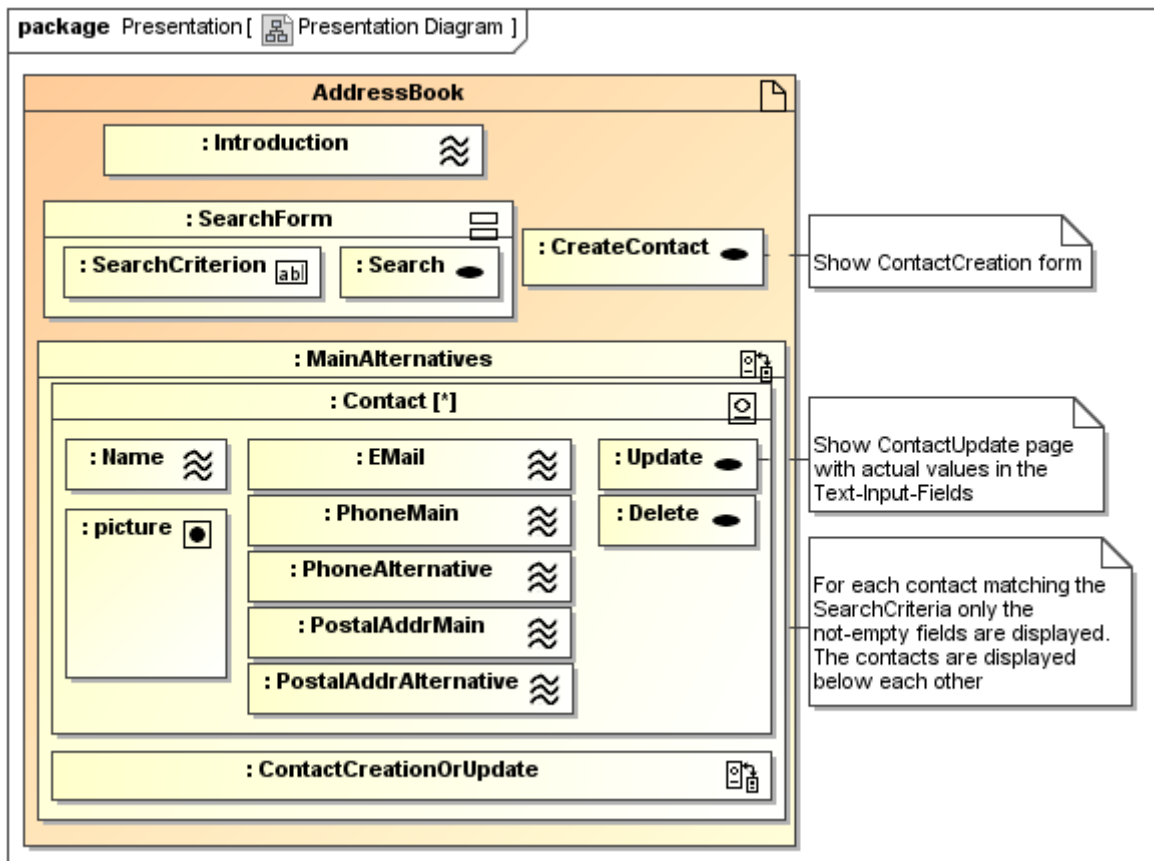 package Presentation [ Presentation Diagram ]
AddressBook
: Introduction
: SearchForm
: SearchCriterion
ab
: Search
: CreateContact
Show ContactCreation form
: MainAlternatives
: Contact [*]
: Name
: picture
: EMail
: PhoneMain
: PhoneAlternative
: PostalAddrMain
: PostalAddrAlternative
: Update
: Delete
Show ContactUpdate page
with actual values in the
Text-Input-Fields
For each contact matching the
SearchCriteria only the
not-empty fields are displayed.
The contacts are displayed
below each other
: ContactCreationOrUpdate